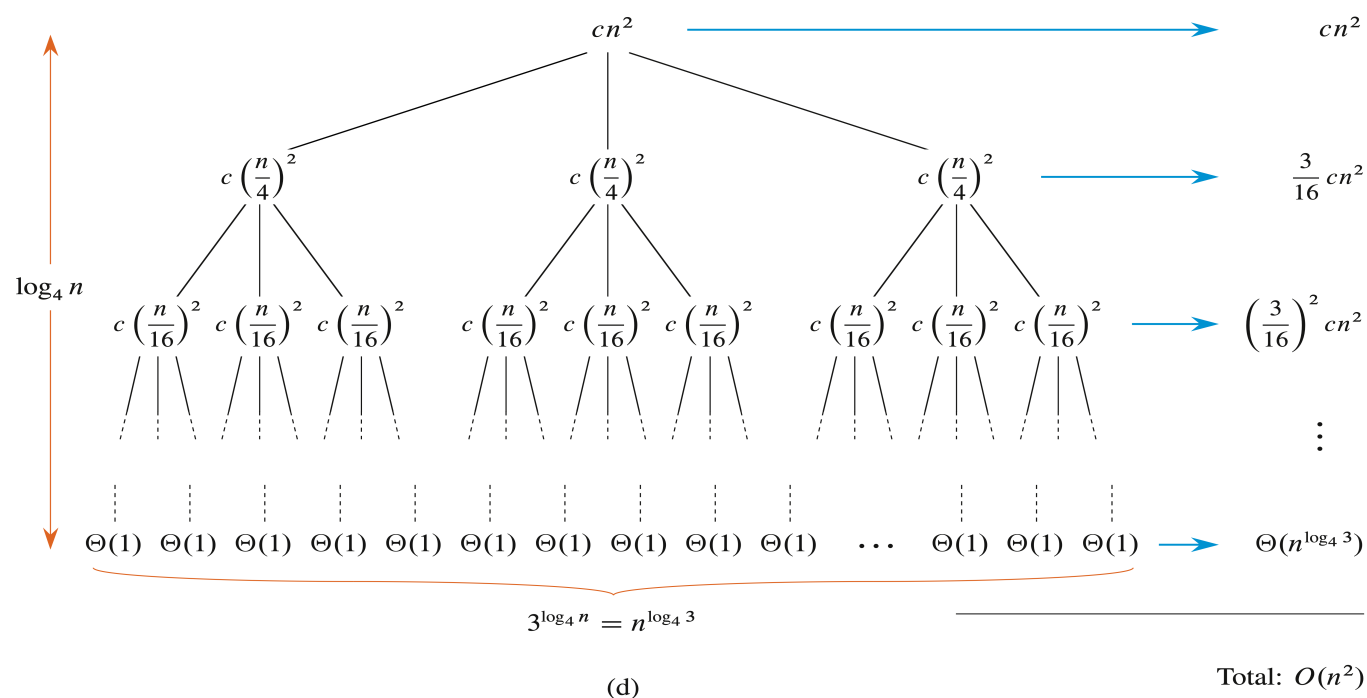 cn² cn²
c (n/4)² c (n/4)² c (n/4)² 3/16 cn²
log₄ n
c (n/16)² c (n/16)² c (n/16)² c (n/16)² c (n/16)² c (n/16)² c (n/16)² c (n/16)² c (n/16)² (3/16)² cn²
⋮
Θ(1) Θ(1) Θ(1) Θ(1) Θ(1) Θ(1) Θ(1) Θ(1) Θ(1) Θ(1) … Θ(1) Θ(1) Θ(1) Θ(n^{log₄ 3})
3^{log₄ n} = n^{log₄ 3}
(d)
Total: O(n²)